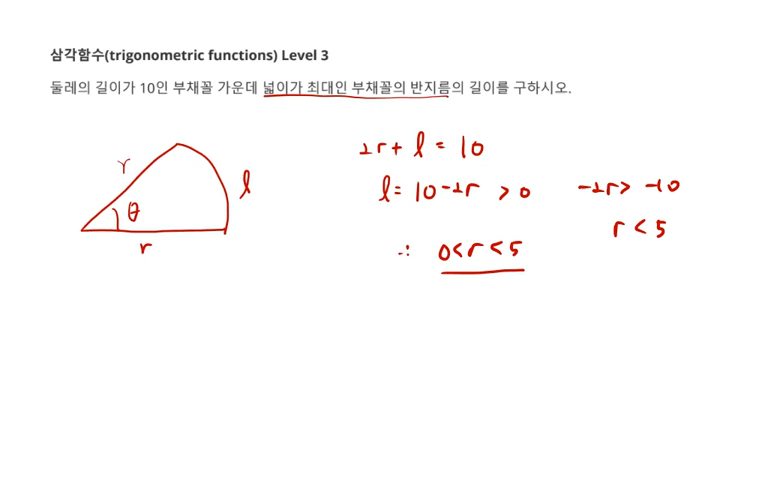 삼각함수(trigonometric functions) Level 3
둘레의 길이가 10인 부채꼴 가운데 넓이가 최대인 부채꼴의 반지름의 길이를 구하시오.
r
θ
l
r
2r + l = 10
l = 10 - 2r > 0
-2r > -10
r < 5
∴ 0 < r < 5